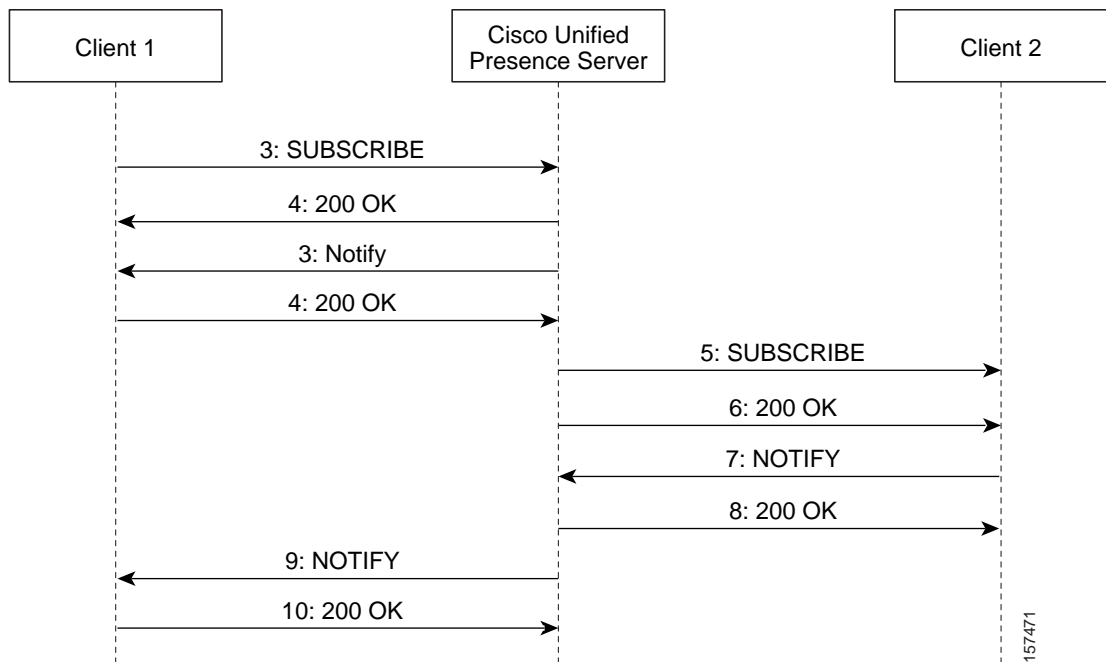 Client 1
Cisco Unified
Presence Server
Client 2
3: SUBSCRIBE
4: 200 OK
3: Notify
4: 200 OK
5: SUBSCRIBE
6: 200 OK
7: NOTIFY
8: 200 OK
9: NOTIFY
10: 200 OK
157471